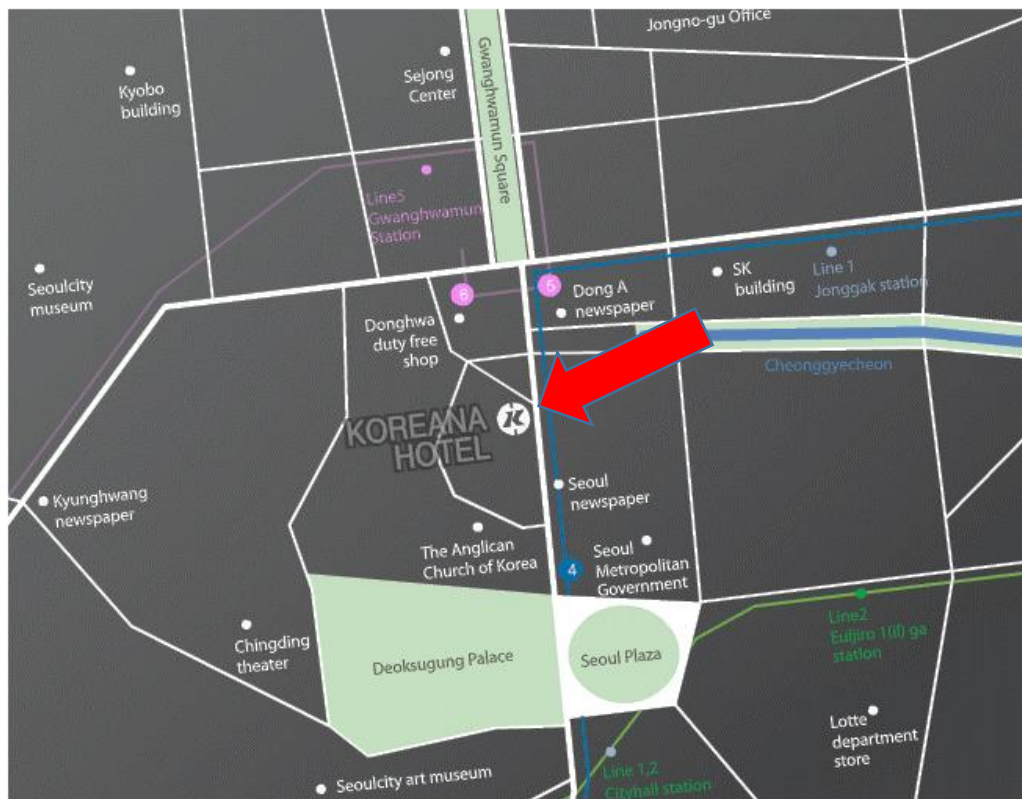 Jongno-gu Office
Kyobo
building
Sejong
Center
Gwanghwamun Square
Line5
Gwanghwamun
Station
Seoulcity
museum
6
5
Dong A
newspaper
SK
building
Line 1
Jonggak station
Donghwa
duty free
shop
Cheonggyecheon
KOREANA
HOTEL
K
Kyunghwang
newspaper
Seoul
newspaper
The Anglican
Church of Korea
4
Seoul
Metropolitan
Government
Chingding
theater
Deoksugung Palace
Seoul Plaza
Line2
Euljiro 1(il) ga
station
Lotte
department
store
Seoulcity art museum
Line 1,2
Cityhall station